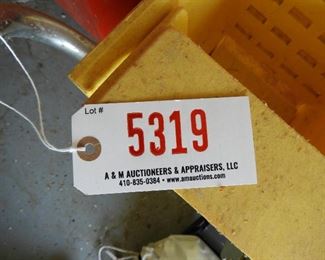 Lot #
5319
A & M AUCTIONEERS & APPRAISERS, LLC
410-835-0384 • www.amauctions.com